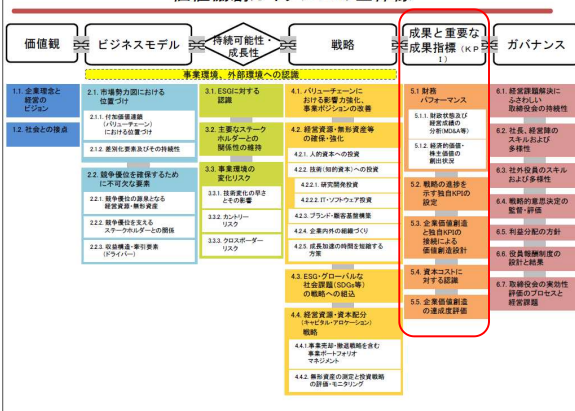 価値観
ビジネスモデル
持続可能性・
成長性
戦略
成果と重要な
成果指標（KP
I）
ガバナンス
事業環境、外部環境への認識
1.1. 企業理念と
経営の
ビジョン
1.2. 社会との接点
2.1. 市場勢力図における
位置づけ
2.1.1. 付加価値連鎖
（バリューチェーン）
における位置づけ
2.1.2. 差別化要素及びその持続性
2.2. 競争優位を確保するため
に不可欠な要素
2.2.1. 競争優位の源泉となる
経営資源・無形資産
2.2.2. 競争優位を支える
ステークホルダーとの関係
2.2.3. 収益構造・牽引要素
（ドライバー）
3.1. ESGに対する
認識
3.2. 主要なステーク
ホルダーとの
関係性の維持
3.3. 事業環境の
変化リスク
3.3.1. 技術変化の早さ
とその影響
3.3.2. カントリー
リスク
3.3.3. クロスボーダー
リスク
4.1. バリューチェーンに
おける影響力強化、
事業ポジションの改善
4.2. 経営資源・無形資産等
の確保・強化
4.2.1. 人的資本への投資
4.2.2. 技術（知的資本）への投資
4.2.2.1. 研究開発投資
4.2.2.2. IT・ソフトウェア投資
4.2.3. ブランド・顧客基盤構築
4.2.4. 企業内外の組織づくり
4.2.5. 成長加速の時間を短縮する
方策
4.3. ESG・グローバルな
社会課題（SDGs等）
の戦略への組込
4.4. 経営資源・資本配分
（キャピタル・アロケーション）
戦略
4.4.1. 事業売却・撤退戦略を含む
事業ポートフォリオ
マネジメント
4.4.2. 無形資産の測定と投資戦略
の評価・モニタリング
5.1 財務
パフォーマンス
5.1.1. 財政状態及び
経営成績の
分析（MD&A等）
5.1.2. 経済的価値・
株主価値の
創出状況
5.2. 戦略の進捗を
示す独自KPIの
設定
5.3. 企業価値創造
と独自KPIの
接続による
価値創造設計
5.4. 資本コストに
対する認識
5.5. 企業価値創造
の達成度評価
6.1. 経営課題解決に
ふさわしい
取締役会の持続性
6.2. 社長、経営陣の
スキルおよび
多様性
6.3. 社外役員のスキル
および多様性
6.4. 戦略的意思決定の
監督・評価
6.5. 利益分配の方針
6.6. 役員報酬制度の
設計と結果
6.7. 取締役会の実効性
評価のプロセスと
経営課題